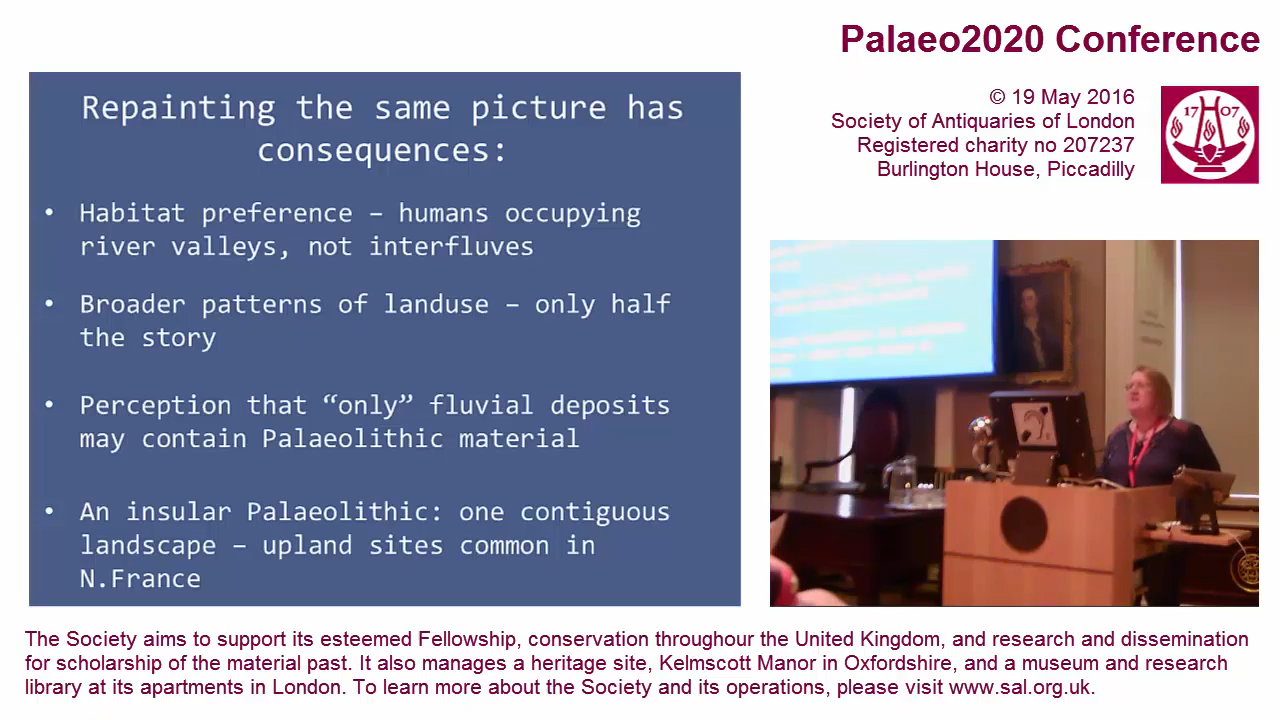 Palaeo2020 Conference
© 19 May 2016
Society of Antiquaries of London
Registered charity no 207237
Burlington House, Piccadilly
17 07
Repainting the same picture has
consequences:
• Habitat preference – humans occupying
river valleys, not interfluves
• Broader patterns of landuse – only half
the story
• Perception that “only” fluvial deposits
may contain Palaeolithic material
• An insular Palaeolithic: one contiguous
landscape – upland sites common in
N.France
The Society aims to support its esteemed Fellowship, conservation throughour the United Kingdom, and research and dissemination
for scholarship of the material past. It also manages a heritage site, Kelmscott Manor in Oxfordshire, and a museum and research
library at its apartments in London. To learn more about the Society and its operations, please visit www.sal.org.uk.